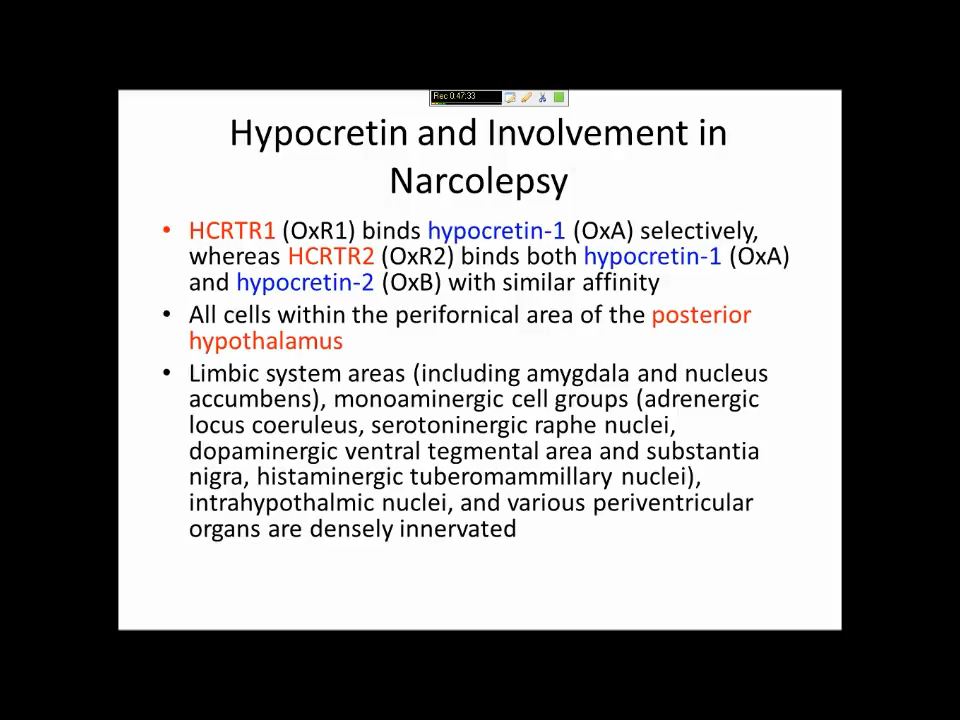 Rec 0:47:33
Hypocretin and Involvement in
Narcolepsy
• HCRTR1 (OxR1) binds hypocretin-1 (OxA) selectively,
whereas HCRTR2 (OxR2) binds both hypocretin-1 (OxA)
and hypocretin-2 (OxB) with similar affinity
• All cells within the perifornical area of the posterior
hypothalamus
• Limbic system areas (including amygdala and nucleus
accumbens), monoaminergic cell groups (adrenergic
locus coeruleus, serotoninergic raphe nuclei,
dopaminergic ventral tegmental area and substantia
nigra, histaminergic tuberomammillary nuclei),
intrahypothalmic nuclei, and various periventricular
organs are densely innervated